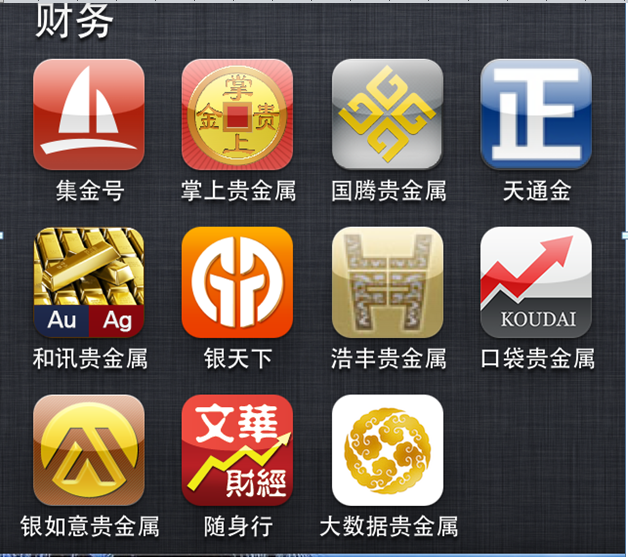 财务
掌
金 贵
上
正
集金号 掌上贵金属 国腾贵金属 天通金
Au Ag
KOUDAI
和讯贵金属 银天下 浩丰贵金属 口袋贵金属
文華
財經
银如意贵金属 随身行 大数据贵金属